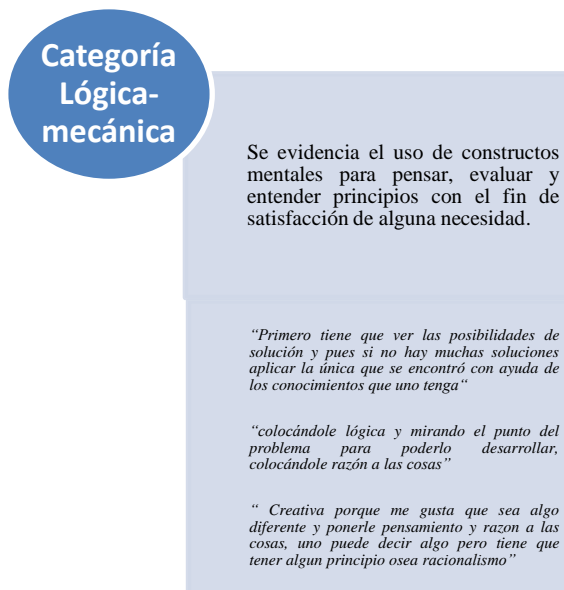 Categoría
Lógica-
mecánica
Se evidencia el uso de constructos
mentales para pensar, evaluar y
entender principios con el fin de
satisfacción de alguna necesidad.
“Primero tiene que ver las posibilidades de
solución y pues si no hay muchas soluciones
aplicar la única que se encontró con ayuda de
los conocimientos que uno tenga“
“colocándole lógica y mirando el punto del
problema para poderlo desarrollar,
colocándole razón a las cosas”
“ Creativa porque me gusta que sea algo
diferente y ponerle pensamiento y razon a las
cosas, uno puede decir algo pero tiene que
tener algun principio osea racionalismo”